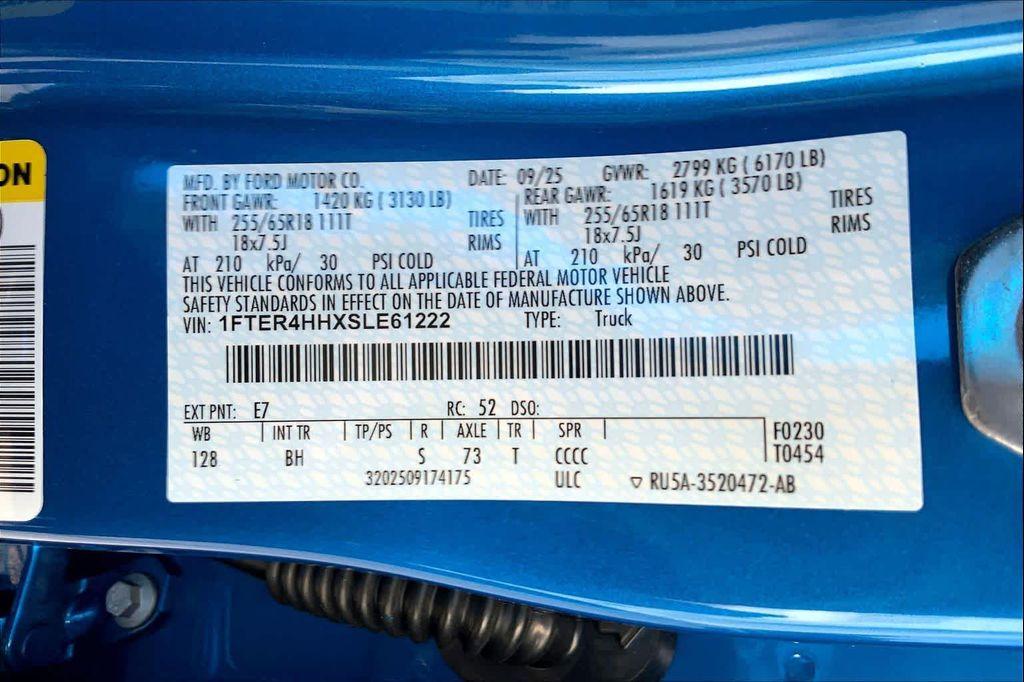 ON
MFD. BY FORD MOTOR CO. DATE: 09/25 GVWR: 2799 KG ( 6170 LB)
FRONT GAWR: 1420 KG ( 3130 LB) REAR GAWR: 1619 KG ( 3570 LB)
WITH 255/65R18 111T TIRES WITH 255/65R18 111T TIRES
18x7.5J RIMS 18x7.5J RIMS
AT 210 kPa/ 30 PSI COLD AT 210 kPa/ 30 PSI COLD
THIS VEHICLE CONFORMS TO ALL APPLICABLE FEDERAL MOTOR VEHICLE
SAFETY STANDARDS IN EFFECT ON THE DATE OF MANUFACTURE SHOWN ABOVE.
VIN: 1FTER4HHXSLE61222 TYPE: Truck
EXT PNT: E7 RC: 52 DSO:
WB INT TR TP/PS R AXLE TR SPR F0230
128 BH S 73 T CCCC T0454
3202509174175 ULC ▽ RU5A-3520472-AB